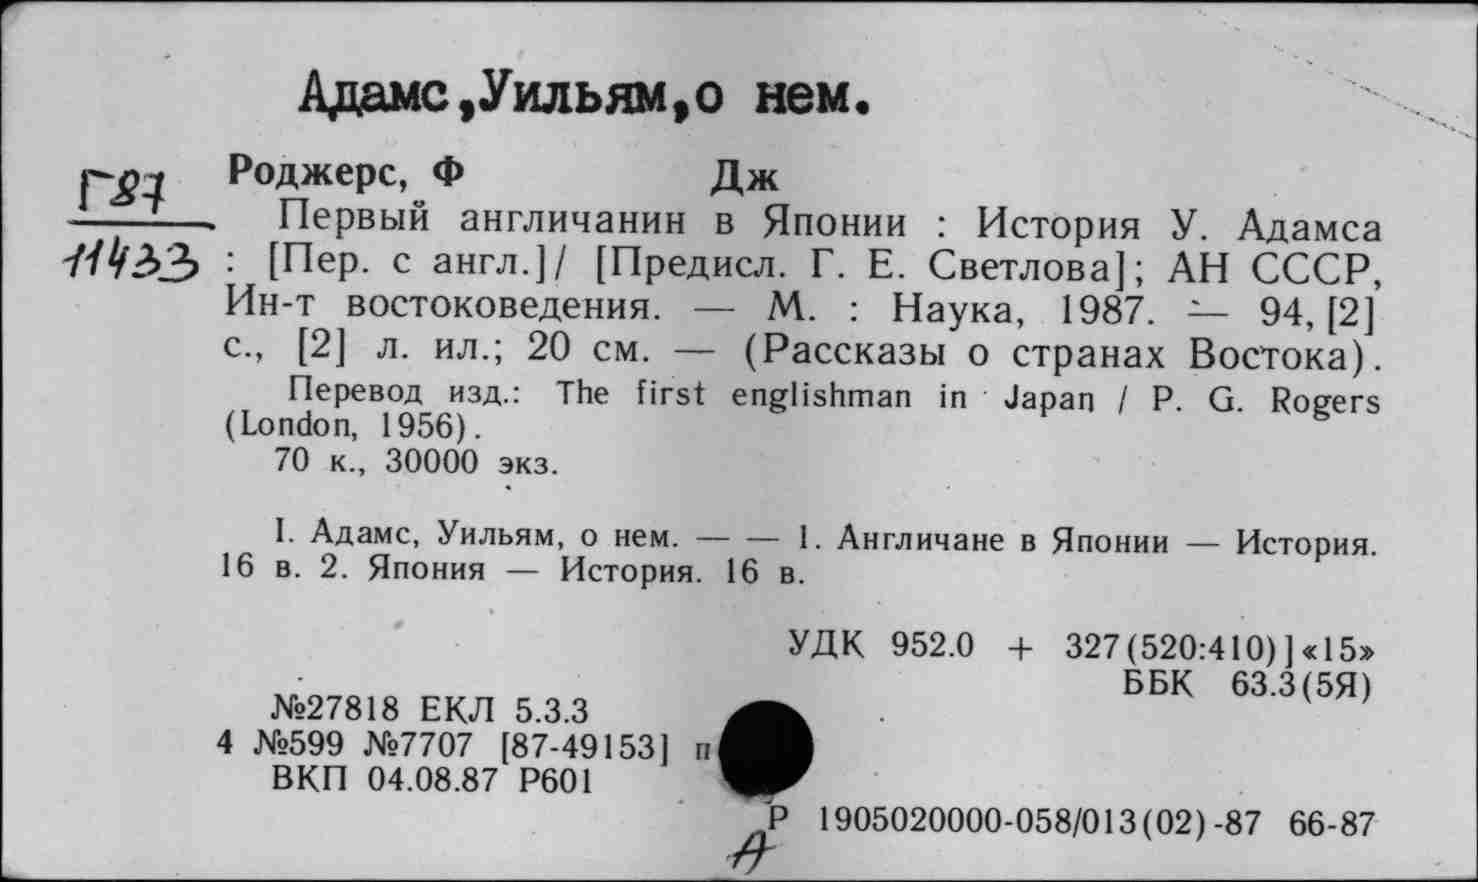 Адамс,Уильям,о нем.
Г87
11433
Роджерс, Ф Дж
Первый англичанин в Японии : История У. Адамса
: [Пер. с англ.]/ [Предисл. Г. Е. Светлова]; АН СССР,
Ин-т востоковедения. — М. : Наука, 1987. — 94, [2]
с., [2] л. ил.; 20 см. — (Рассказы о странах Востока).
Перевод изд.: The first englishman in Japan / P. G. Rogers
(London, 1956).
70 к., 30000 экз.
I. Адамс, Уильям, о нем. — — 1. Англичане в Японии — История.
16 в. 2. Япония — История. 16 в.
УДК 952.0 + 327(520:410)]«15»
ББК 63.3(5Я)
№27818 ЕКЛ 5.3.3
4 №599 №7707 [87-49153] п
ВКП 04.08.87 Р601
Р 1905020000-058/013(02)-87 66-87
А